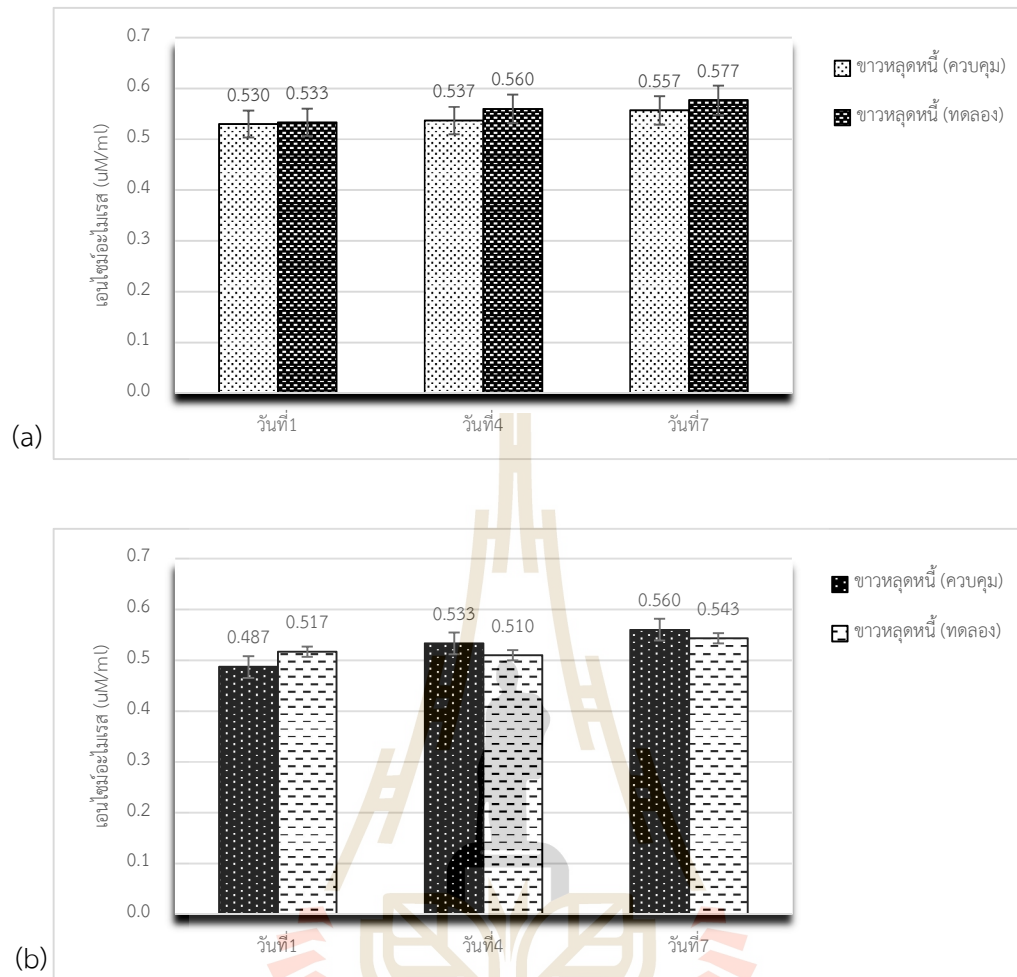 0.7
0.6
0.5
0.4
0.3
0.2
0.1
0.0
เอนไซม์อะไมเรส (uM/ml)
0.530
0.533
0.537
0.560
0.557
0.577
วันที่1
วันที่4
วันที่7
ขาวหลุดหนี้ (ควบคุม)
ขาวหลุดหนี้ (ทดลอง)
(a)
0.7
0.6
0.5
0.4
0.3
0.2
0.1
0.0
เอนไซม์อะไมเรส (uM/ml)
0.487
0.517
0.533
0.510
0.560
0.543
วันที่1
วันที่4
วันที่7
ขาวหลุดหนี้ (ควบคุม)
ขาวหลุดหนี้ (ทดลอง)
(b)